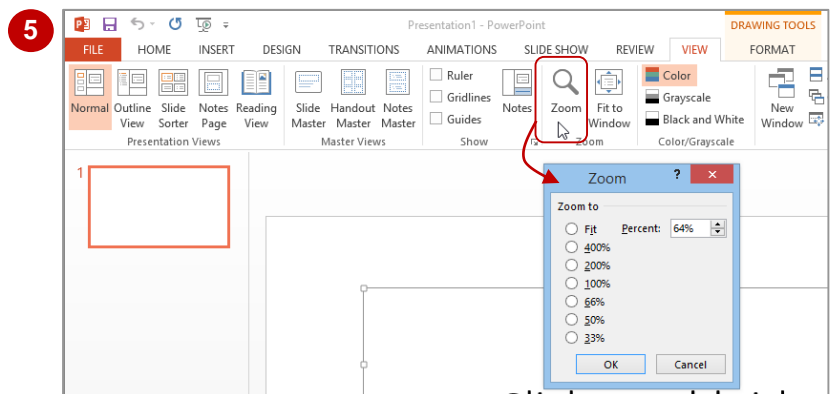 5
Presentation1 - PowerPoint
DRAWING TOOLS
FILE HOME INSERT DESIGN TRANSITIONS ANIMATIONS SLIDE SHOW REVIEW VIEW FORMAT
Normal Outline View Slide Sorter Notes Page Reading View
Presentation Views
Slide Master Handout Master Notes Master
Master Views
Ruler
Gridlines
Guides
Show
Notes
Zoom
Fit to Window
Zoom
Color
Grayscale
Black and White
Color/Grayscale
New Window
1
Zoom ?
Zoom to
Fit Percent: 64%
400%
200%
100%
66%
50%
33%
OK Cancel